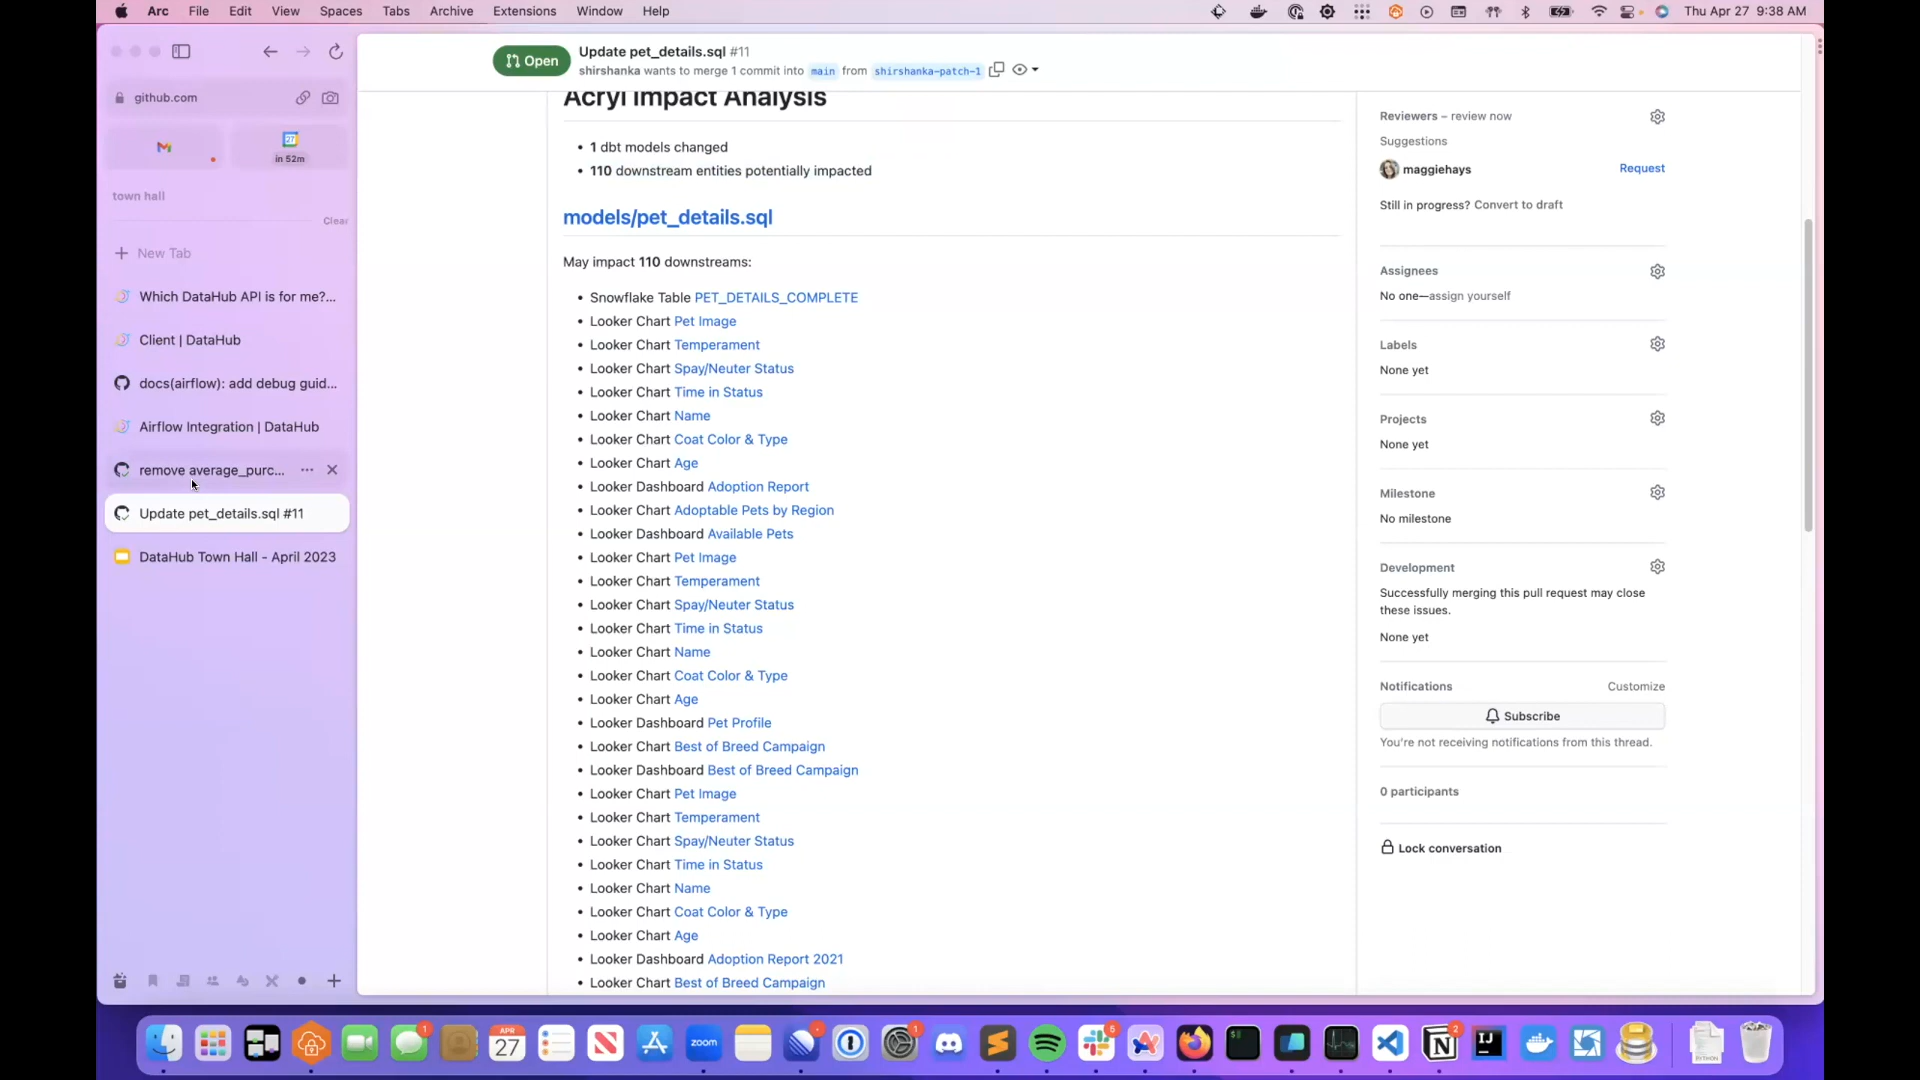 Arc File Edit View Spaces Tabs Archive Extensions Window Help
Thu Apr 27 9:38 AM
github.com
27
in 52m
town hall
Clear
New Tab
Which DataHub API is for me?...
Client | DataHub
docs(airflow): add debug guid...
Airflow Integration | DataHub
remove average_purc...
Update pet_details.sql #11
DataHub Town Hall - April 2023
Open
Update pet_details.sql #11
shirshanka wants to merge 1 commit into main from shirshanka-patch-1
Acryl Impact Analysis
• 1 dbt models changed
• 110 downstream entities potentially impacted
models/pet_details.sql
May impact 110 downstreams:
• Snowflake Table PET_DETAILS_COMPLETE
• Looker Chart Pet Image
• Looker Chart Temperament
• Looker Chart Spay/Neuter Status
• Looker Chart Time in Status
• Looker Chart Name
• Looker Chart Coat Color & Type
• Looker Chart Age
• Looker Dashboard Adoption Report
• Looker Chart Adoptable Pets by Region
• Looker Dashboard Available Pets
• Looker Chart Pet Image
• Looker Chart Temperament
• Looker Chart Spay/Neuter Status
• Looker Chart Time in Status
• Looker Chart Name
• Looker Chart Coat Color & Type
• Looker Chart Age
• Looker Dashboard Pet Profile
• Looker Chart Best of Breed Campaign
• Looker Dashboard Best of Breed Campaign
• Looker Chart Pet Image
• Looker Chart Temperament
• Looker Chart Spay/Neuter Status
• Looker Chart Time in Status
• Looker Chart Name
• Looker Chart Coat Color & Type
• Looker Chart Age
• Looker Dashboard Adoption Report 2021
• Looker Chart Best of Breed Campaign
Reviewers – review now
Suggestions
maggiehays Request
Still in progress? Convert to draft
Assignees
No one—assign yourself
Labels
None yet
Projects
None yet
Milestone
No milestone
Development
Successfully merging this pull request may close
these issues.
None yet
Notifications Customize
Subscribe
You're not receiving notifications from this thread.
0 participants
Lock conversation
1
APR
27
zoom
1
6
2
IJ
PYTHON